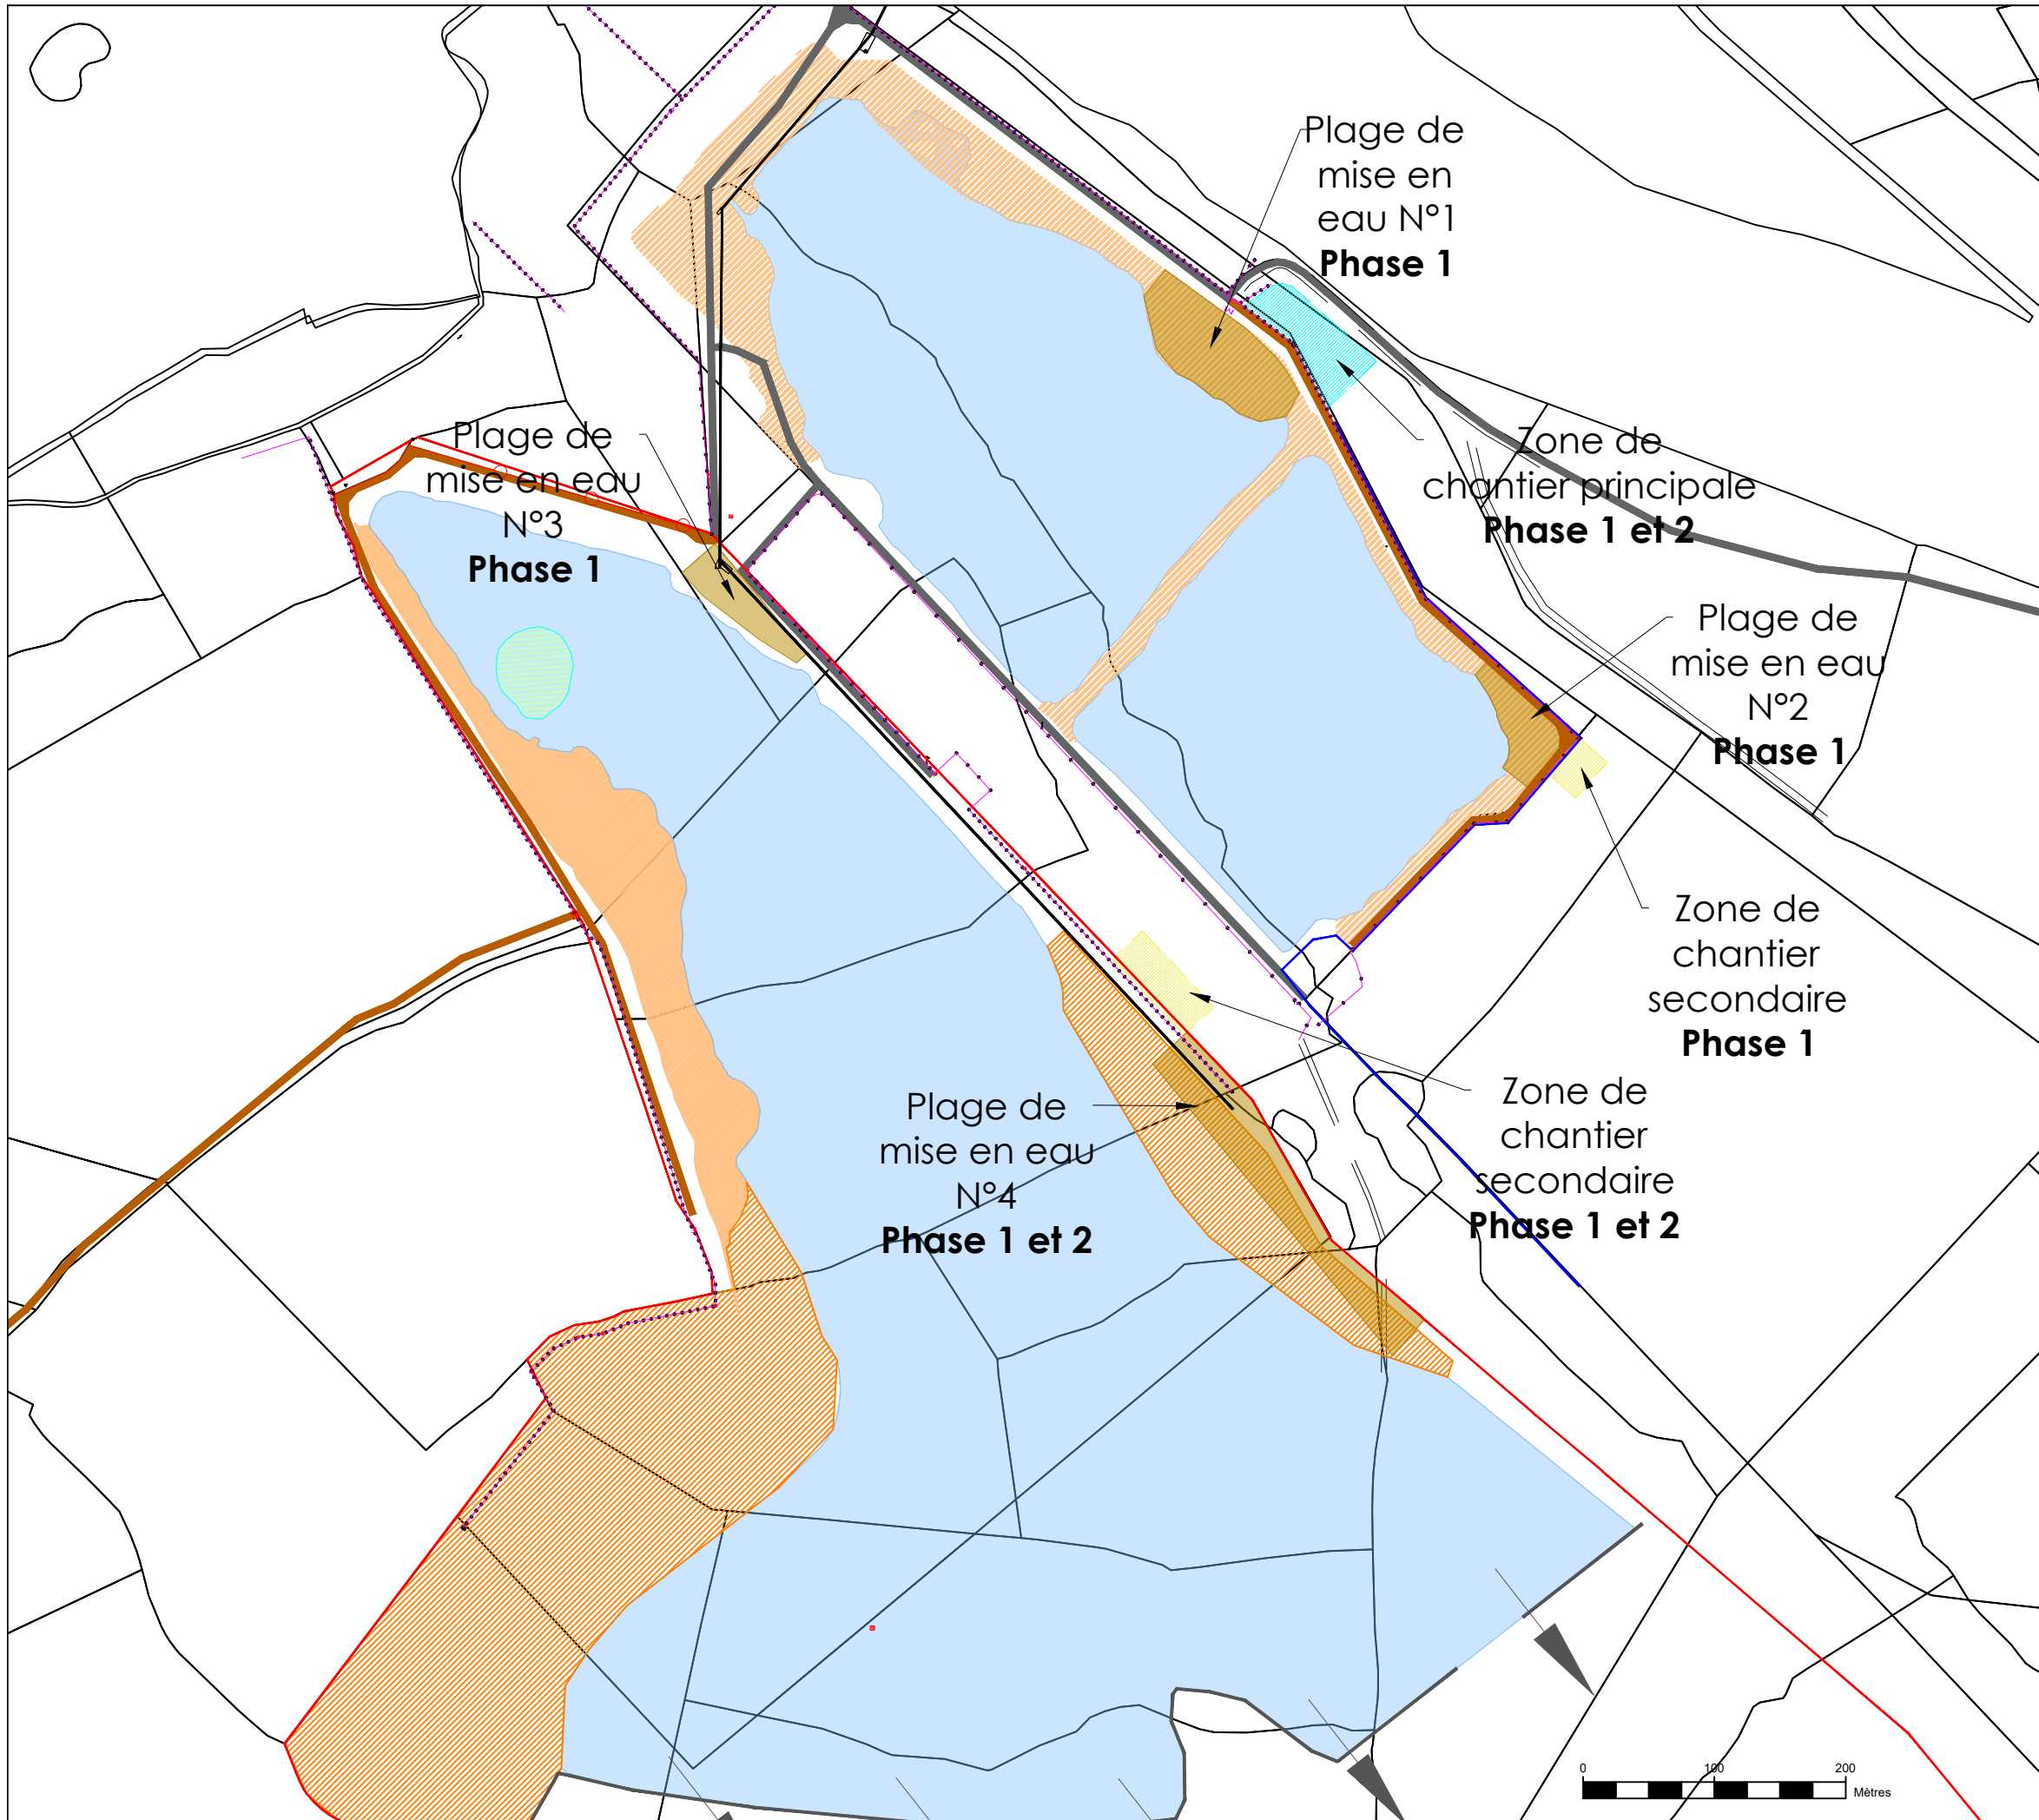 Plage de
mise en
eau N°1
Phase 1
Plage de
mise en eau
N°3
Phase 1
Zone de
chantier principale
Phase 1 et 2
Plage de
mise en eau
N°2
Phase 1
Zone de
chantier
secondaire
Phase 1
Plage de
mise en eau
N°4
Phase 1 et 2
Zone de
chantier
secondaire
Phase 1 et 2
0 100 200
Mètres